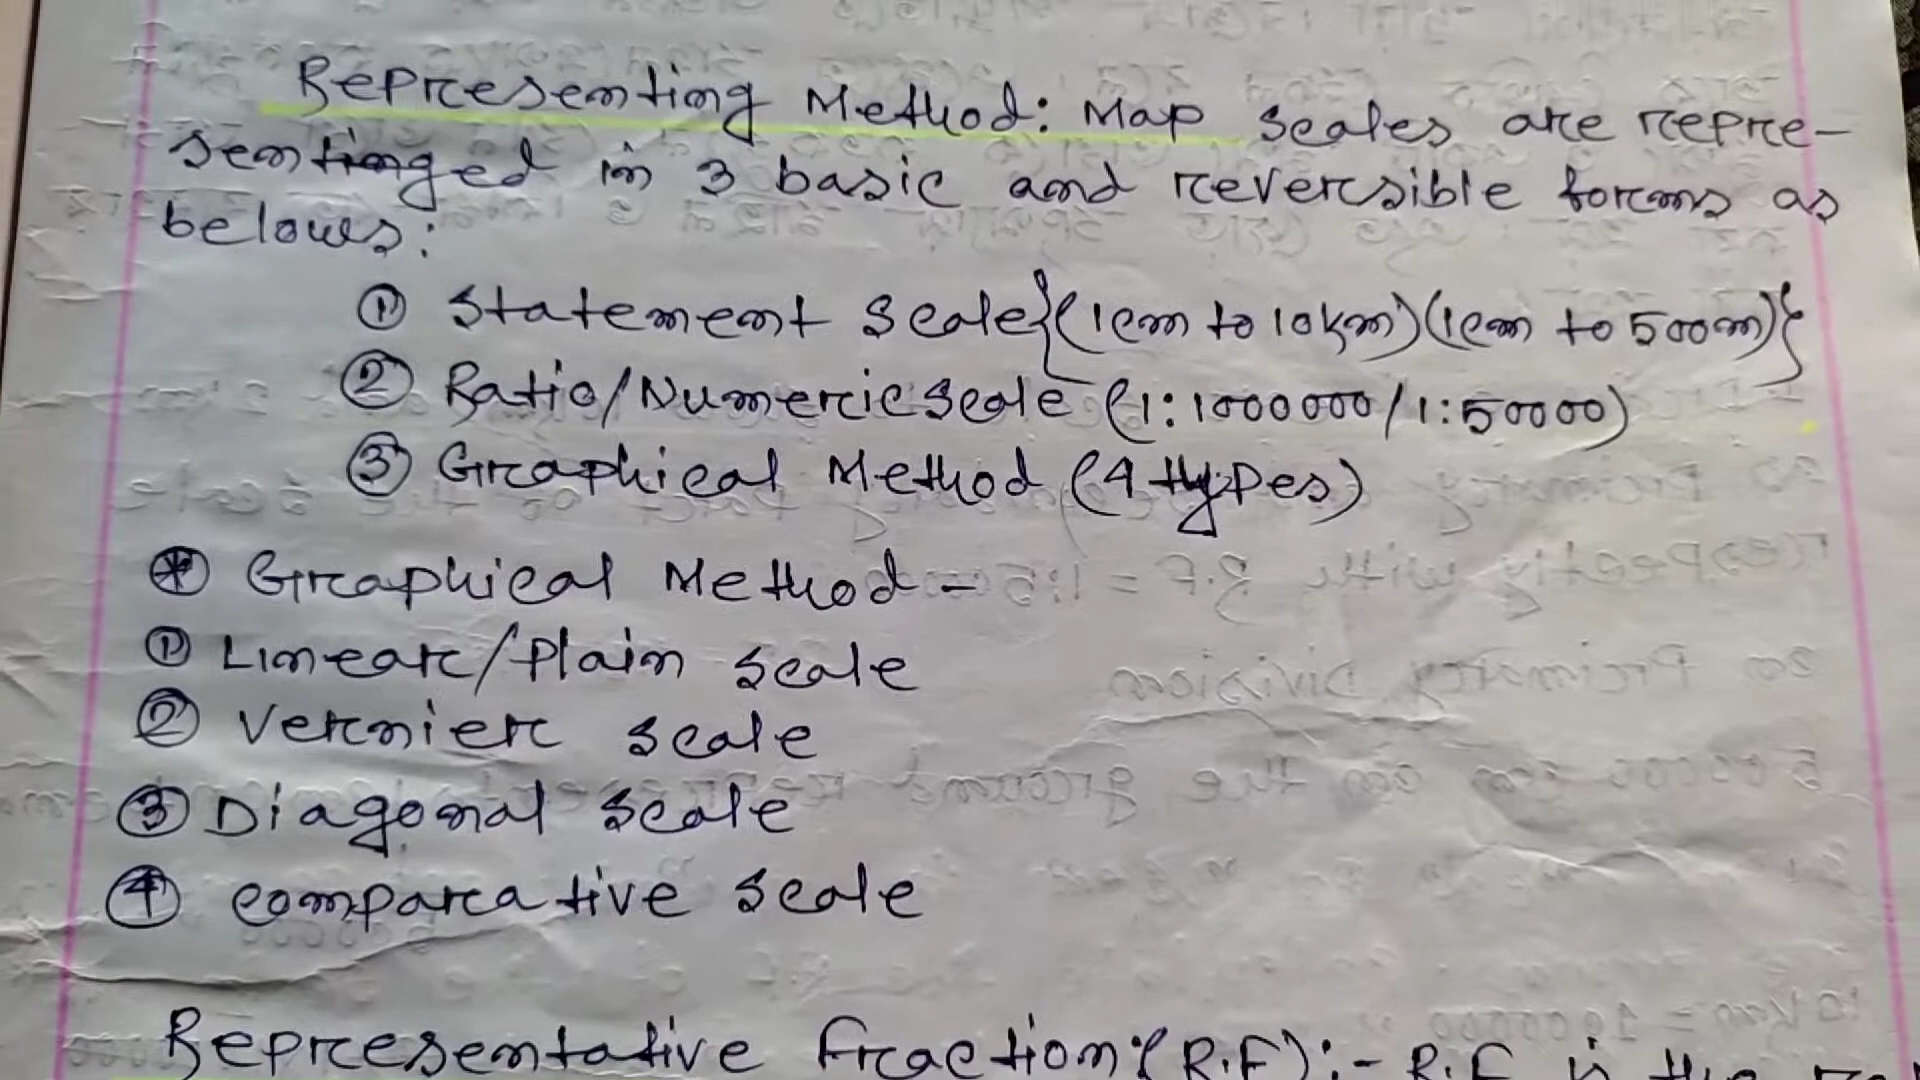 Representing Method: Map scales are repre-
sentinged in 3 basic and reversible forms as
belows:
① Statement Scale{(1cm to 10km)(1cm to 500m)}
② Ratio/Numeric scale (1:1000000/1:50000)
③ Graphical Method (4 types)
* Graphical Method -
① Linear/Plain scale
② Vernier scale
③ Diagonal scale
④ comparative scale
Representative Fraction:(R.F):- R.F is the